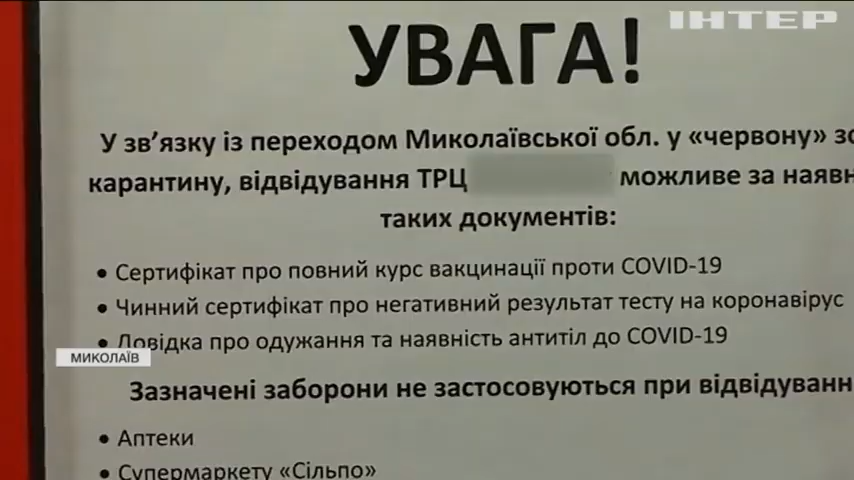 ІНТЕР
УВАГА!
У зв’язку із переходом Миколаївської обл. у «червону»
карантину, відвідування ТРЦ можливе за
таких документів:
• Сертифікат про повний курс вакцинації проти COVID-19
• Чинний сертифікат про негативний результат тесту на коронавірус
• Довідка про одужання та наявність антитіл до COVID-19
МИКОЛАЇВ
Зазначені заборони не застосовуються при
• Аптеки
• Супермаркету «Сільпо»